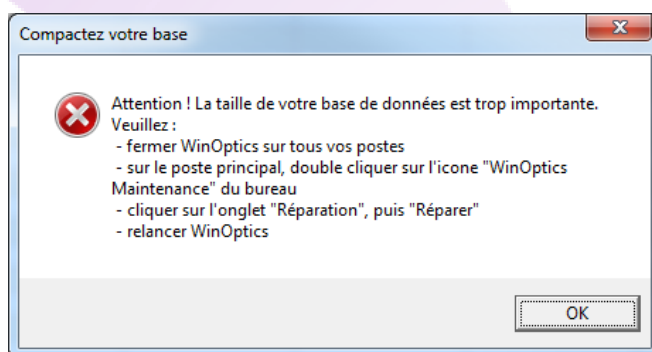 Compactez votre base
Attention ! La taille de votre base de données est trop importante.
Veuillez :
- fermer WinOptics sur tous vos postes
- sur le poste principal, double cliquer sur l'icone "WinOptics
Maintenance" du bureau
- cliquer sur l'onglet "Réparation", puis "Réparer"
- relancer WinOptics
OK